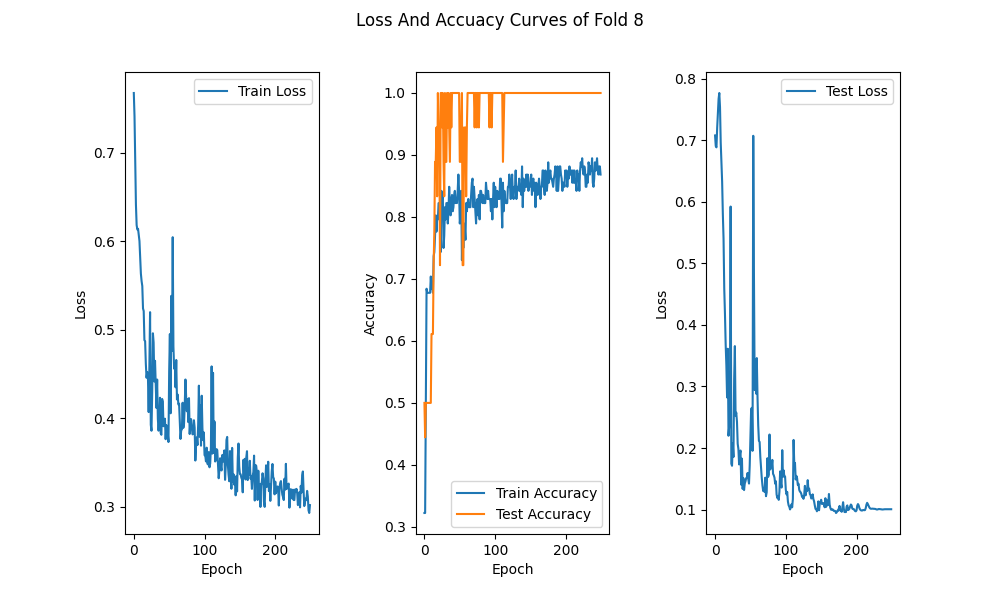 Loss And Accuacy Curves of Fold 8
Train Loss
0.7
0.6
0.5
0.4
0.3
Loss
0
100
200
Epoch
1.0
0.9
0.8
0.7
0.6
0.5
0.4
0.3
Accuracy
Train Accuracy
Test Accuracy
0
100
200
Epoch
Test Loss
0.8
0.7
0.6
0.5
0.4
0.3
0.2
0.1
Loss
0
100
200
Epoch